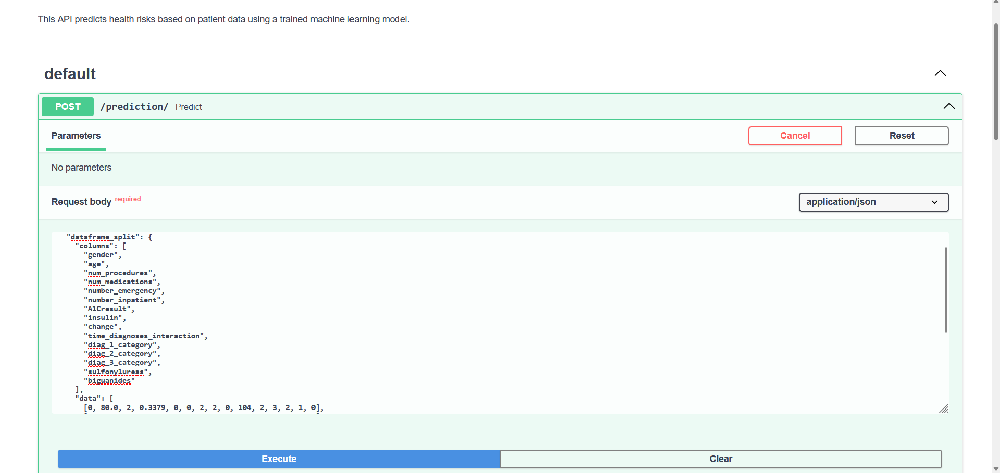 This API predicts health risks based on patient data using a trained machine learning model.
default
POST /prediction/ Predict
Parameters
Cancel
Reset
No parameters
Request body required
application/json
"dataframe_split": {
"columns": [
"gender",
"age",
"num_procedures",
"num_medications",
"number_emergency",
"number_inpatient",
"A1Cresult",
"insulin",
"change",
"time_diagnoses_interaction",
"diag_1_category",
"diag_2_category",
"diag_3_category",
"sulfonylureas",
"biguanides"
],
"data": [
[0, 80.0, 2, 0.3379, 0, 0, 2, 2, 0, 104, 2, 3, 2, 1, 0],
Execute
Clear